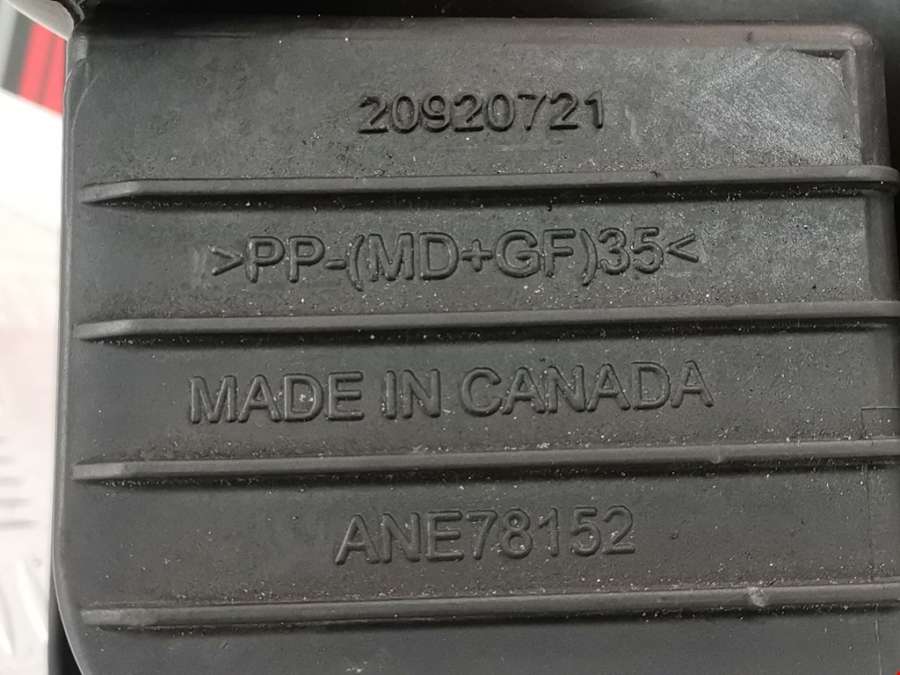 20920721
>PP-(MD+GF)35<
MADE IN CANADA
ANE78152